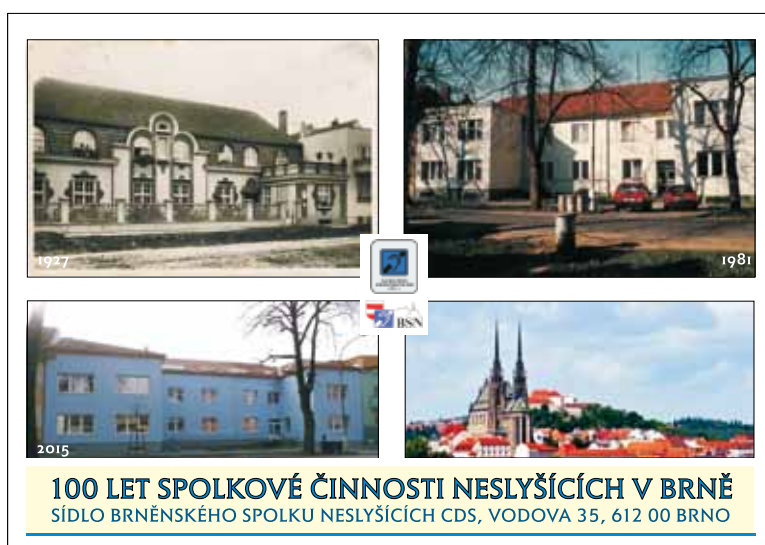 1927
1981
BSN
2015
100 LET SPOLKOVÉ ČINNOSTI NESLYŠÍCÍCH V BRNĚ
SÍDLO BRNĚNSKÉHO SPOLKU NESLYŠÍCÍCH CDS, VODOVA 35, 612 00 BRNO